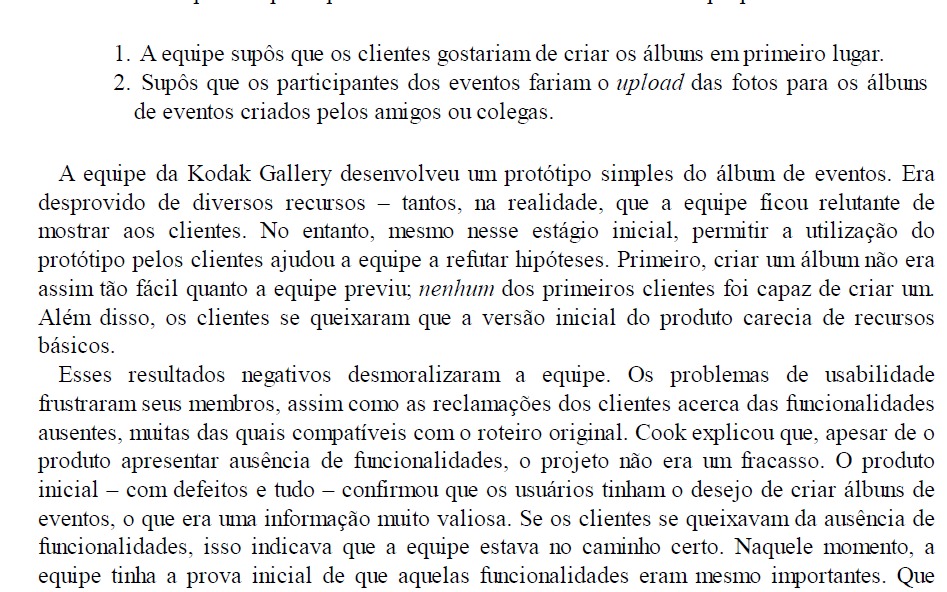 1. A equipe supôs que os clientes gostariam de criar os álbuns em primeiro lugar.
2. Supôs que os participantes dos eventos fariam o upload das fotos para os álbuns
de eventos criados pelos amigos ou colegas.
A equipe da Kodak Gallery desenvolveu um protótipo simples do álbum de eventos. Era
desprovido de diversos recursos – tantos, na realidade, que a equipe ficou relutante de
mostrar aos clientes. No entanto, mesmo nesse estágio inicial, permitir a utilização do
protótipo pelos clientes ajudou a equipe a refutar hipóteses. Primeiro, criar um álbum não era
assim tão fácil quanto a equipe previu; nenhum dos primeiros clientes foi capaz de criar um.
Além disso, os clientes se queixaram que a versão inicial do produto carecia de recursos
básicos.
Esses resultados negativos desmoralizaram a equipe. Os problemas de usabilidade
frustraram seus membros, assim como as reclamações dos clientes acerca das funcionalidades
ausentes, muitas das quais compatíveis com o roteiro original. Cook explicou que, apesar de o
produto apresentar ausência de funcionalidades, o projeto não era um fracasso. O produto
inicial – com defeitos e tudo – confirmou que os usuários tinham o desejo de criar álbuns de
eventos, o que era uma informação muito valiosa. Se os clientes se queixavam da ausência de
funcionalidades, isso indicava que a equipe estava no caminho certo. Naquele momento, a
equipe tinha a prova inicial de que aquelas funcionalidades eram mesmo importantes. Que